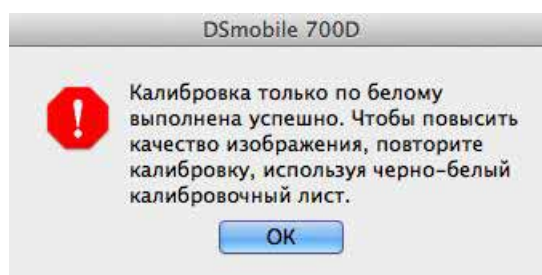 DSmobile 700D
Калибровка только по белому
выполнена успешно. Чтобы повысить
качество изображения, повторите
калибровку, используя черно-белый
калибровочный лист.
OK